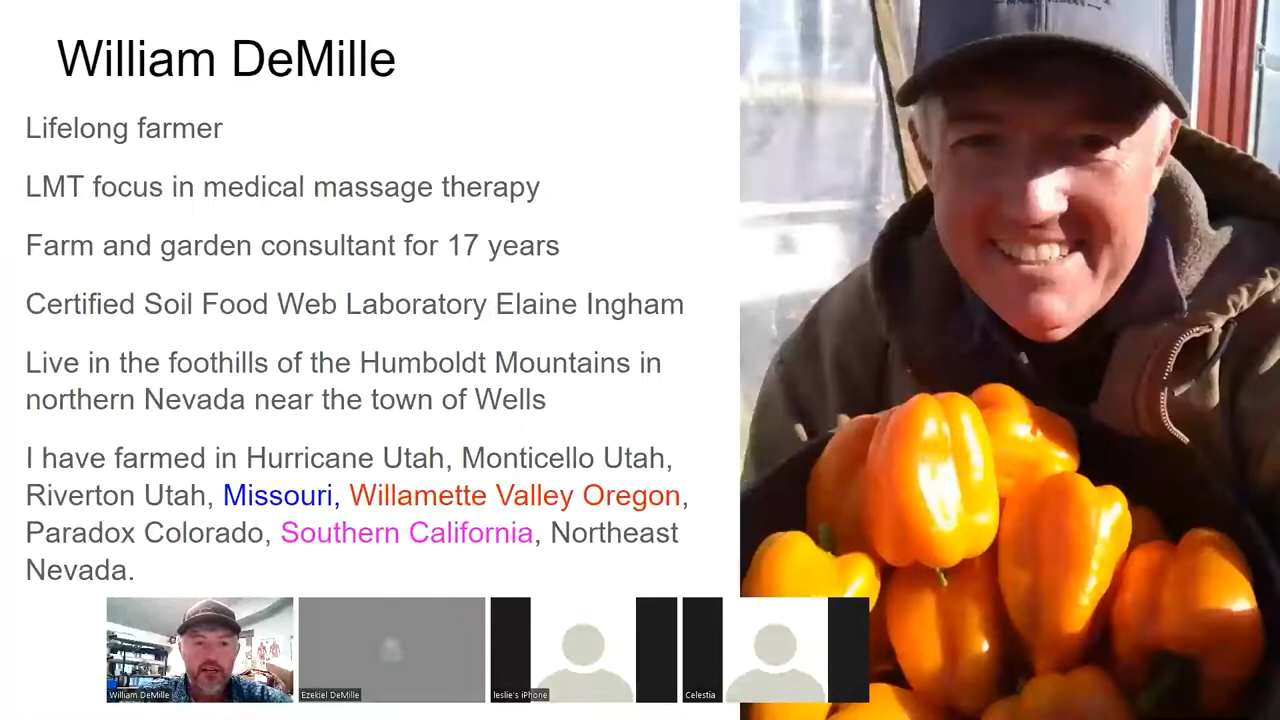 William DeMille
Lifelong farmer
LMT focus in medical massage therapy
Farm and garden consultant for 17 years
Certified Soil Food Web Laboratory Elaine Ingham
Live in the foothills of the Humboldt Mountains in
northern Nevada near the town of Wells
I have farmed in Hurricane Utah, Monticello Utah,
Riverton Utah, Missouri, Willamette Valley Oregon,
Paradox Colorado, Southern California, Northeast
Nevada.
William DeMille
Ezekiel DeMille
leslie's iPhone
Celestia